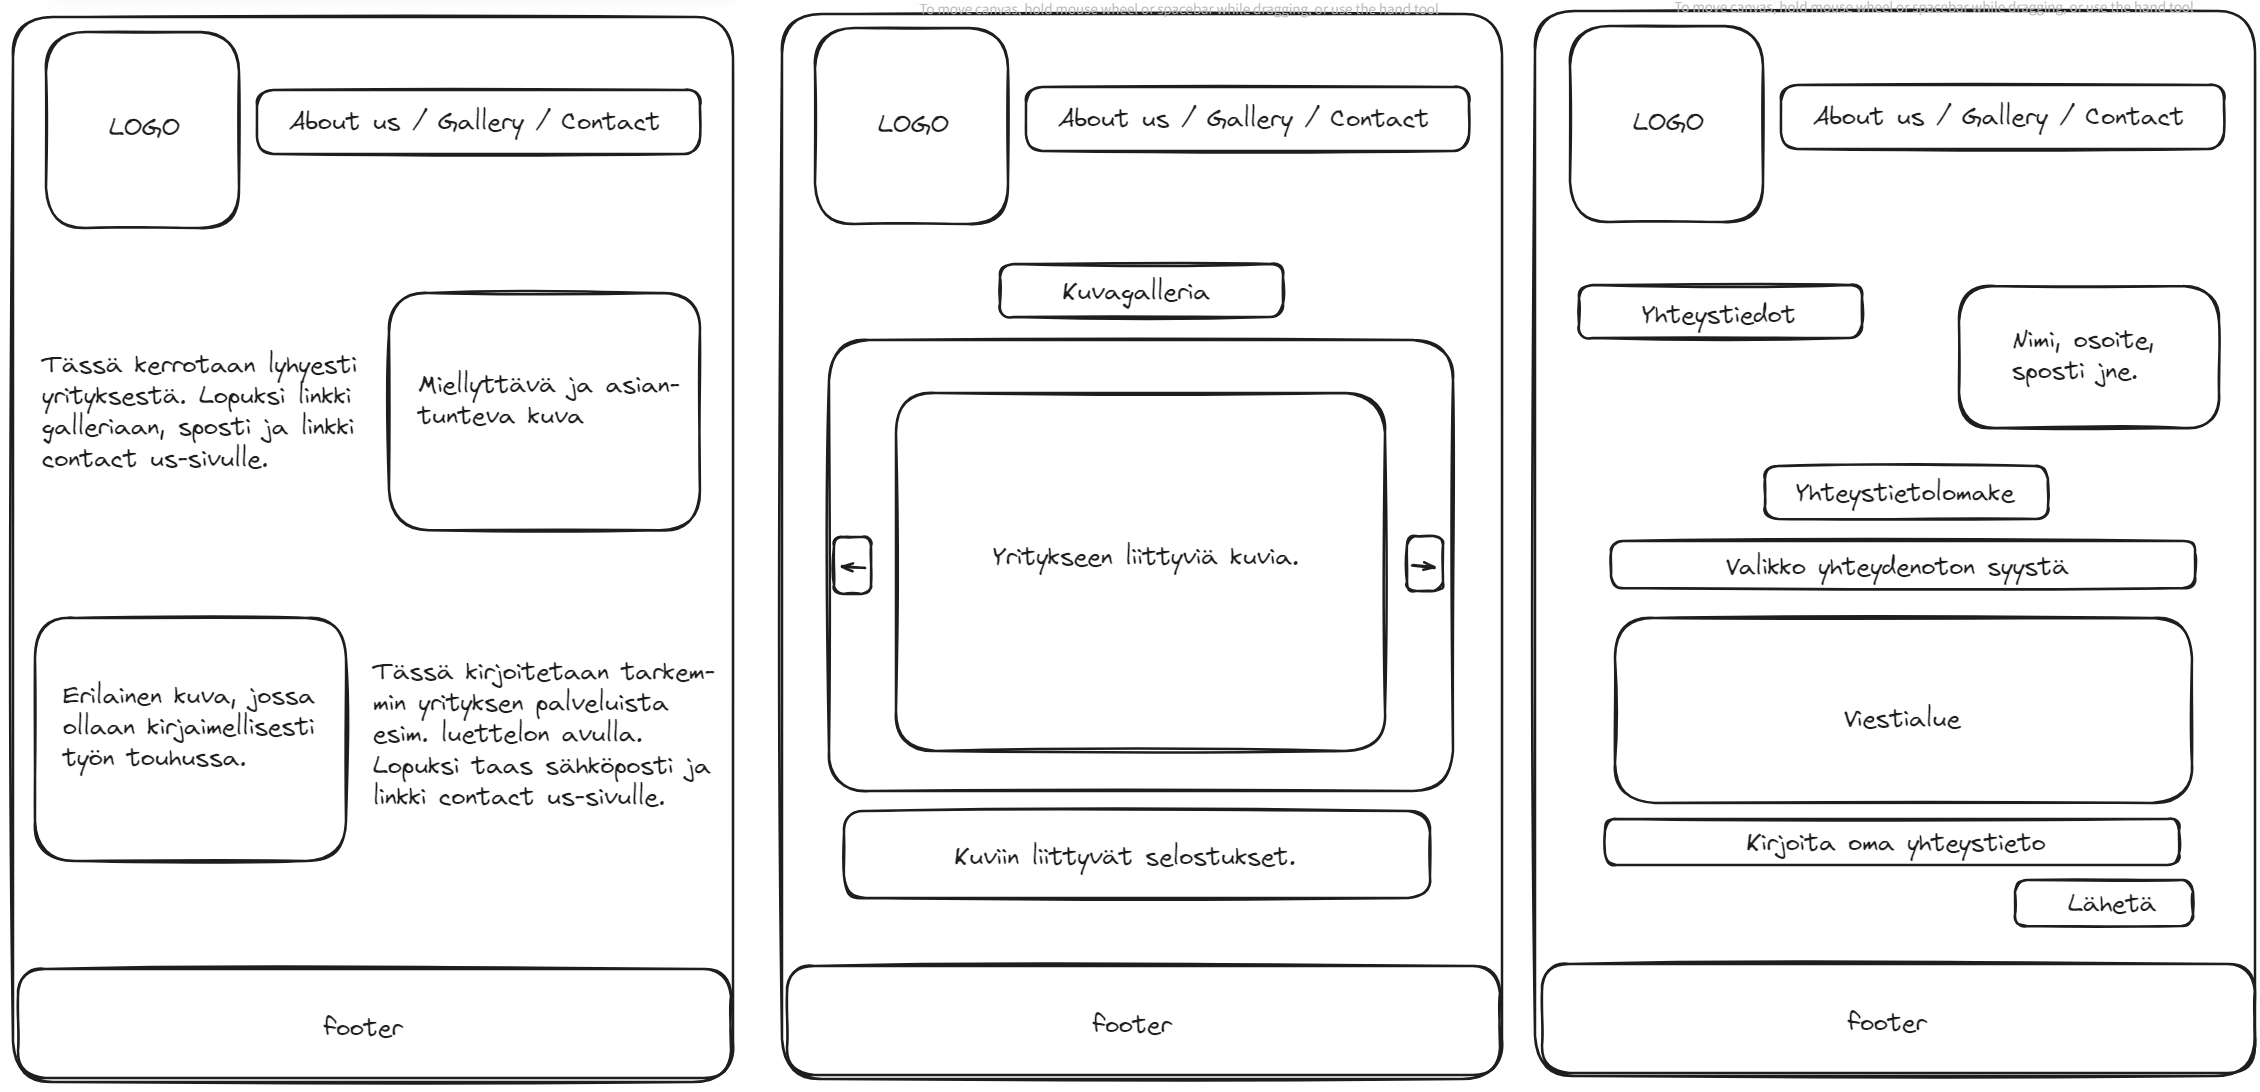 LOGO
About us / Gallery / Contact
Tässä kerrotaan lyhyesti
yrityksestä. Lopuksi linkki
galleriaan, sposti ja linkki
contact us-sivulle.
Miellyttävä ja asian-
tunteva kuva
Erilainen kuva, jossa
ollaan kirjaimellisesti
työn touhussa.
Tässä kirjoitetaan tarkem-
min yrityksen palveluista
esim. luettelon avulla.
Lopuksi taas sähköposti ja
linkki contact us-sivulle.
footer
To move canvas, hold mouse wheel or spacebar while dragging, or use the hand tool
LOGO
About us / Gallery / Contact
Kuvagalleria
Yritykseen liittyviä kuvia.
Kuviin liittyvät selostukset.
footer
To move canvas, hold mouse wheel or spacebar while dragging, or use the hand tool
LOGO
About us / Gallery / Contact
Yhteystiedot
Nimi, osoite,
sposti jne.
Yhteystietolomake
Valikko yhteydenoton syystä
Viestialue
Kirjoita oma yhteystieto
Lähetä
footer